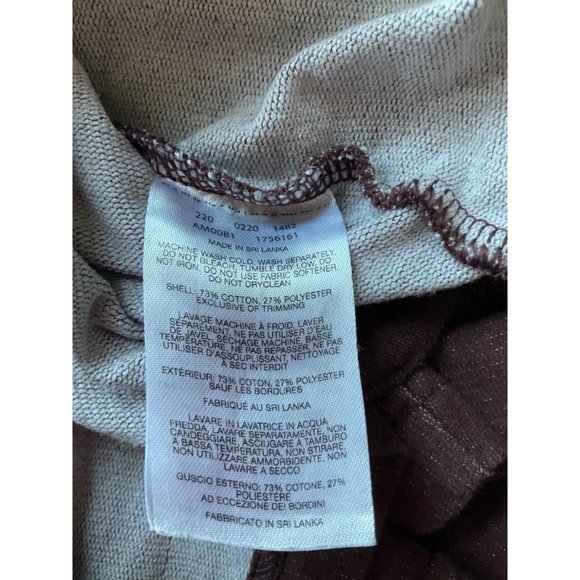 220 0220 1482
AM00B1 1756161
MADE IN SRI LANKA
MACHINE WASH COLD, WASH SEPARATELY,
DO NOT BLEACH, TUMBLE DRY LOW, DO
NOT IRON, DO NOT USE FABRIC SOFTENER,
DO NOT DRYCLEAN
SHELL: 73% COTTON, 27% POLYESTER
EXCLUSIVE OF TRIMMING
LAVAGE MACHINE À FROID, LAVER
SÉPAREMENT, NE PAS UTILISER D'EAU
DE JAVEL, SÉCHAGE MACHINE, BASSE
TEMPÉRATURE, NE PAS REPASSER, NE PAS
UTILISER D'ASSOUPLISSANT, NETTOYAGE
À SEC INTERDIT
EXTÉRIEUR: 73% COTON, 27% POLYESTER
SAUF LES BORDURES
FABRIQUÉ AU SRI LANKA
LAVARE IN LAVATRICE IN ACQUA
FREDDA, LAVARE SEPARATAMENTE, NON
CANDEGGIARE, ASCIUGARE A TAMBURO
A BASSA TEMPERATURA, NON STIRARE,
NON UTILIZZARE AMMORBIDENTE, NON
LAVARE A SECCO
GUSCIO ESTERNO: 73% COTONE, 27%
POLIESTERE
AD ECCEZIONE DEI BORDINI
FABBRICATO IN SRI LANKA